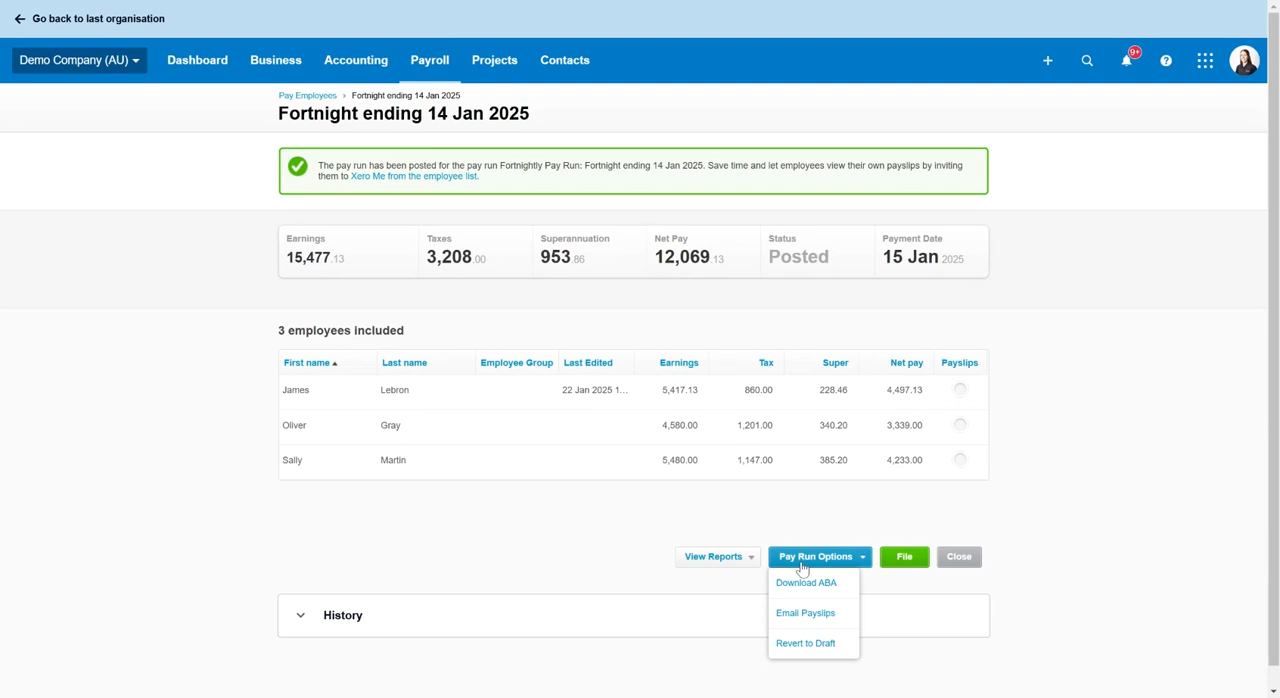 Go back to last organisation
Demo Company (AU) Dashboard Business Accounting Payroll Projects Contacts 9+
Pay Employees › Fortnight ending 14 Jan 2025
Fortnight ending 14 Jan 2025
The pay run has been posted for the pay run Fortnightly Pay Run: Fortnight ending 14 Jan 2025. Save time and let employees view their own payslips by inviting
them to Xero Me from the employee list.
Earnings Taxes Superannuation Net Pay Status Payment Date
15,477.13 3,208.00 953.86 12,069.13 Posted 15 Jan 2025
3 employees included
First name Last name Employee Group Last Edited Earnings Tax Super Net pay Payslips
James Lebron 22 Jan 2025 1... 5,417.13 860.00 228.46 4,497.13
Oliver Gray 4,580.00 1,201.00 340.20 3,339.00
Sally Martin 5,480.00 1,147.00 385.20 4,233.00
View Reports Pay Run Options File Close
Download ABA
Email Payslips
Revert to Draft
History